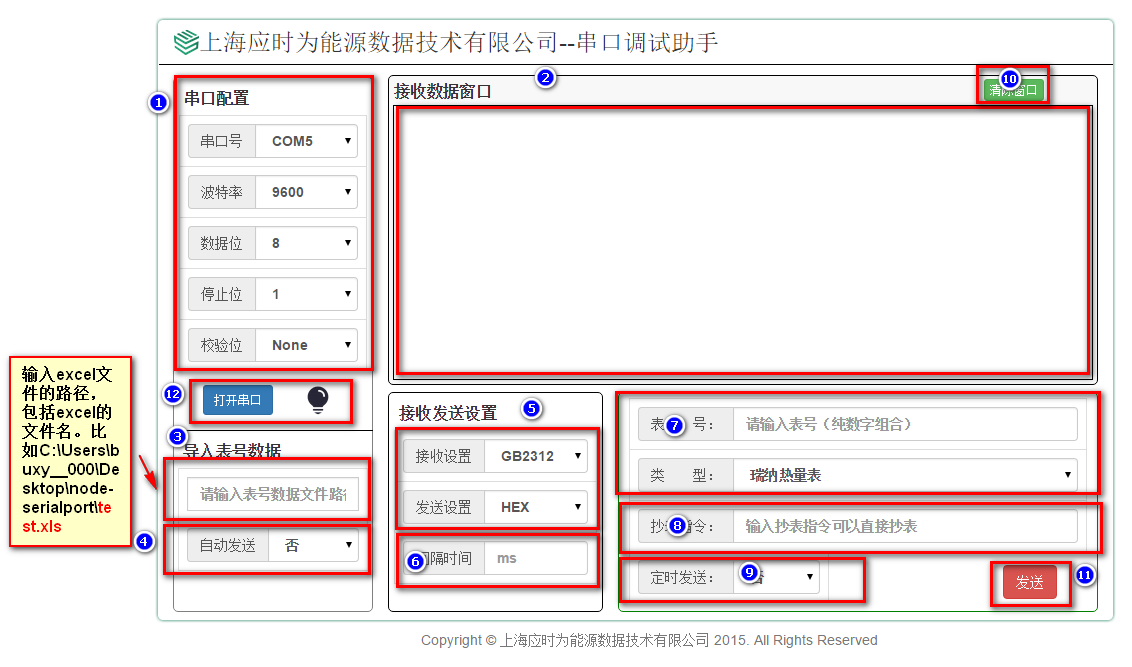 上海应时为能源数据技术有限公司--串口调试助手
1
串口配置
串口号 COM5
波特率 9600
数据位 8
停止位 1
校验位 None
2
接收数据窗口
10
清除窗口
12
打开串口
3
导入表号数据
请输入表号数据文件路
4
自动发送 否
输入excel文
件的路径，
包括excel的
文件名。比
如C:\Users\b
uxy__000\De
sktop\node-
serialport\te
st.xls
接收发送设置
5
接收设置 GB2312
发送设置 HEX
6
间隔时间 ms
表 7 号： 请输入表号（纯数字组合）
类 型： 瑞纳热量表
抄 8 指令： 输入抄表指令可以直接抄表
定时发送： 9 否
发送
11
Copyright © 上海应时为能源数据技术有限公司 2015. All Rights Reserved